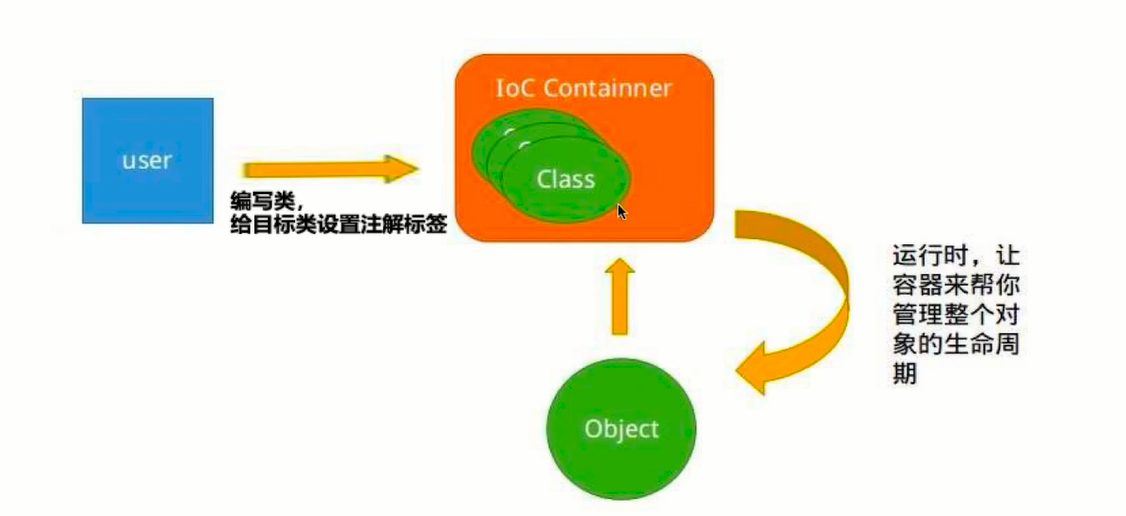 IoC Containner
user
Class
编写类，
给目标类设置注解标签
运行时，让
容器来帮你
管理整个对
象的生命周
期
Object